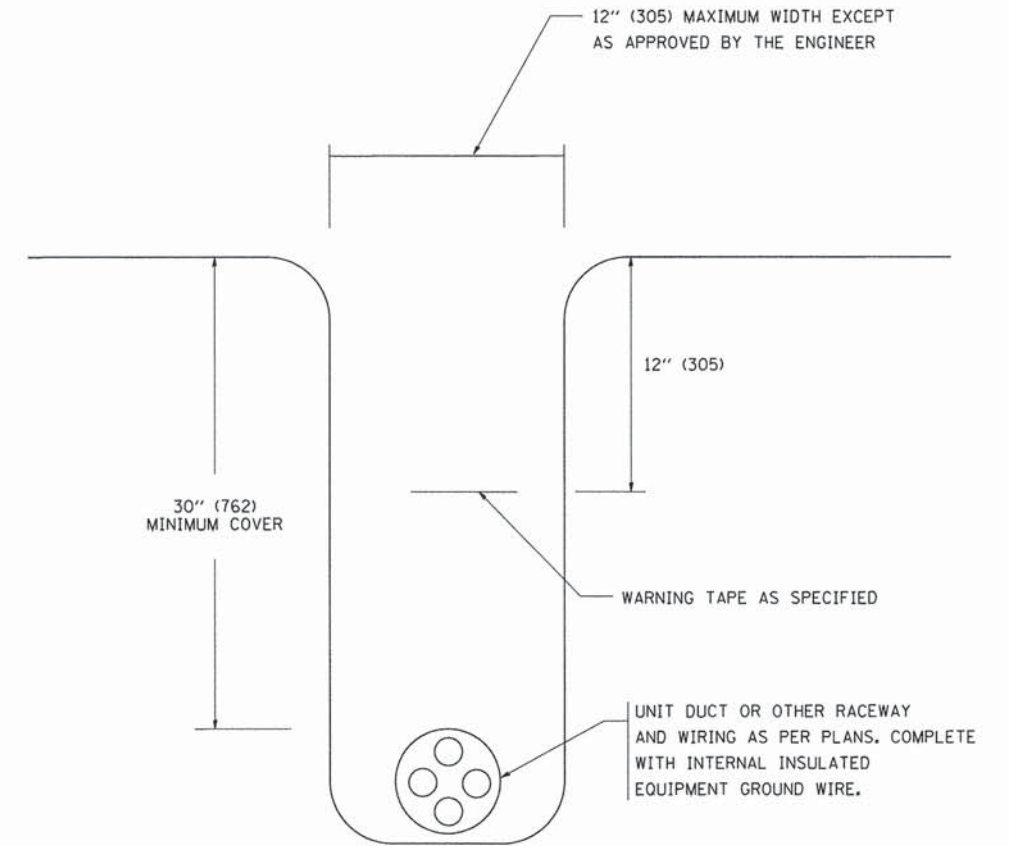 12" (305) MAXIMUM WIDTH EXCEPT
AS APPROVED BY THE ENGINEER
12" (305)
30" (762)
MINIMUM COVER
WARNING TAPE AS SPECIFIED
UNIT DUCT OR OTHER RACEWAY
AND WIRING AS PER PLANS. COMPLETE
WITH INTERNAL INSULATED
EQUIPMENT GROUND WIRE.